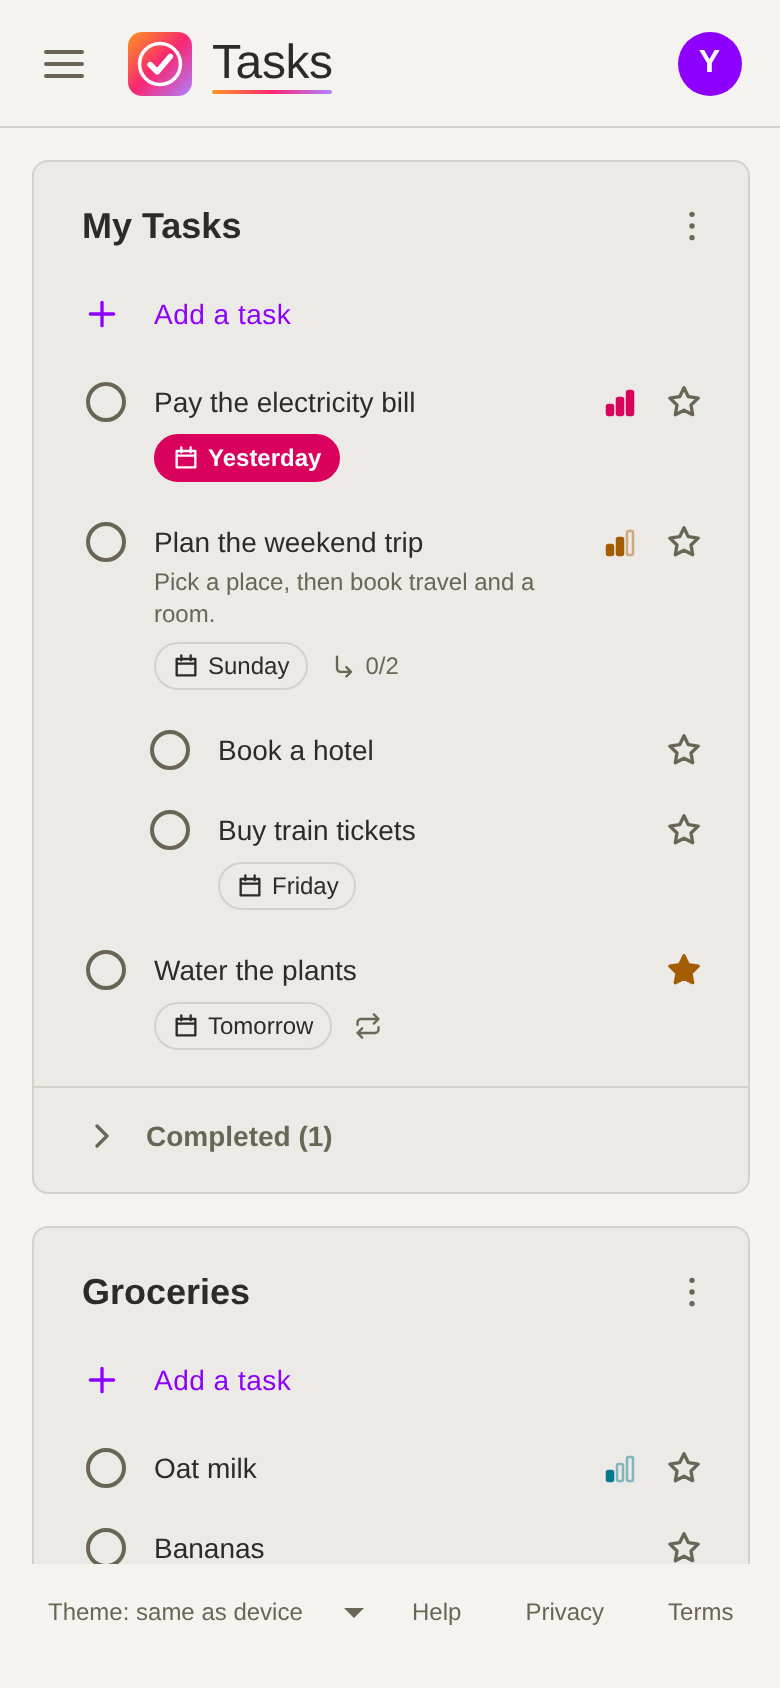 Tasks
Y
My Tasks
Add a task
Pay the electricity bill
Yesterday
Plan the weekend trip
Pick a place, then book travel and a
room.
Sunday
0/2
Book a hotel
Buy train tickets
Friday
Water the plants
Tomorrow
Completed (1)
Groceries
Add a task
Oat milk
Bananas
Theme: same as device
Help
Privacy
Terms